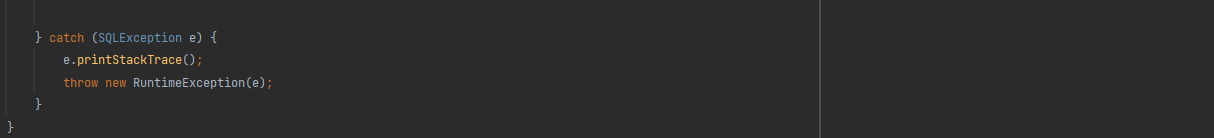 } catch (SQLException e) {
e.printStackTrace();
throw new RuntimeException(e);
}
}